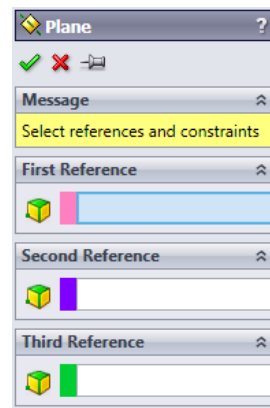 Plane ?
Message
Select references and constraints
First Reference
Second Reference
Third Reference